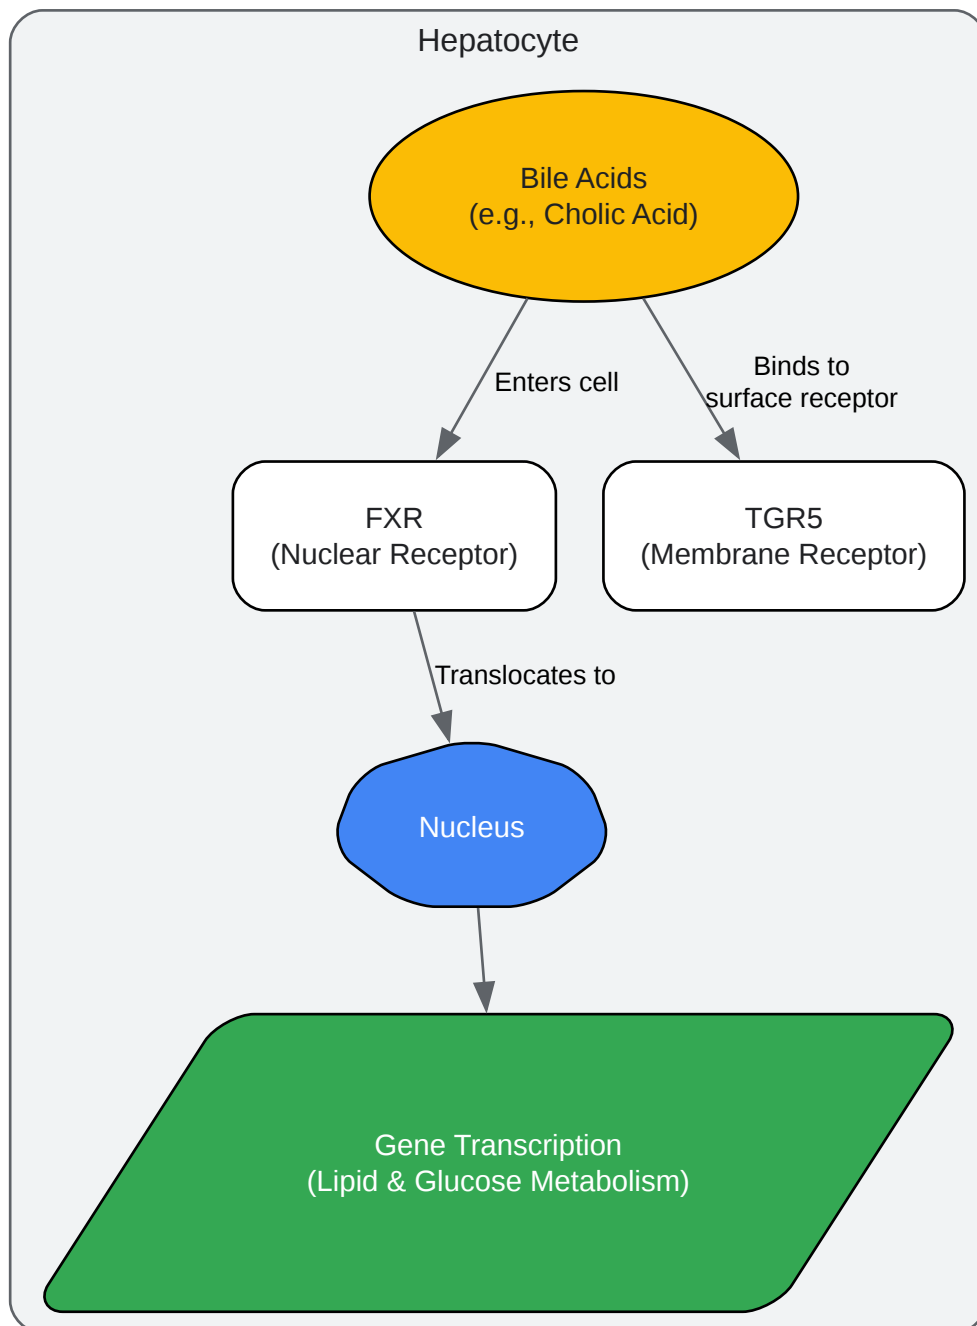 Hepatocyte
Bile Acids
(e.g., Cholic Acid)
Enters cell
Binds to
surface receptor
FXR
(Nuclear Receptor)
TGR5
(Membrane Receptor)
Translocates to
Nucleus
Gene Transcription
(Lipid & Glucose Metabolism)